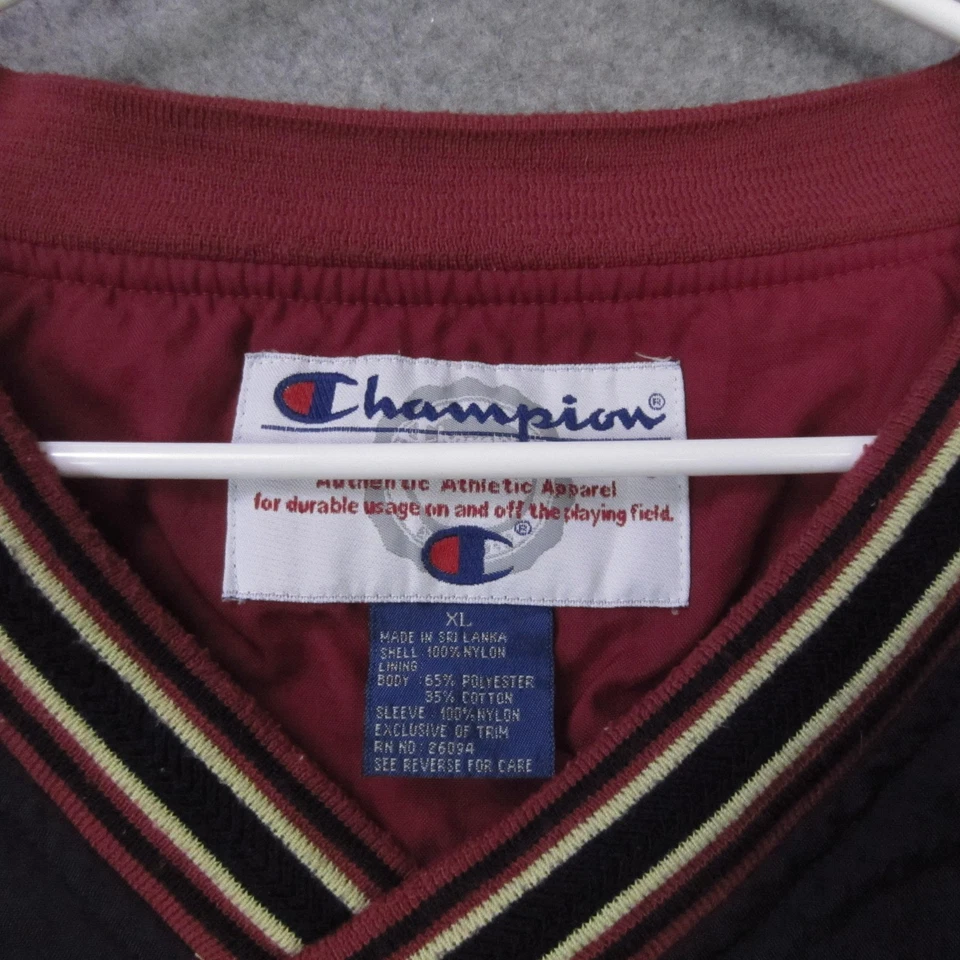 Champion®
Authentic Athletic Apparel
for durable usage on and off the playing field.
®
XL
MADE IN SRI LANKA
SHELL 100% NYLON
LINING
BODY : 65% POLYESTER
35% COTTON
SLEEVE : 100% NYLON
EXCLUSIVE OF TRIM
RN NO : 26094
SEE REVERSE FOR CARE